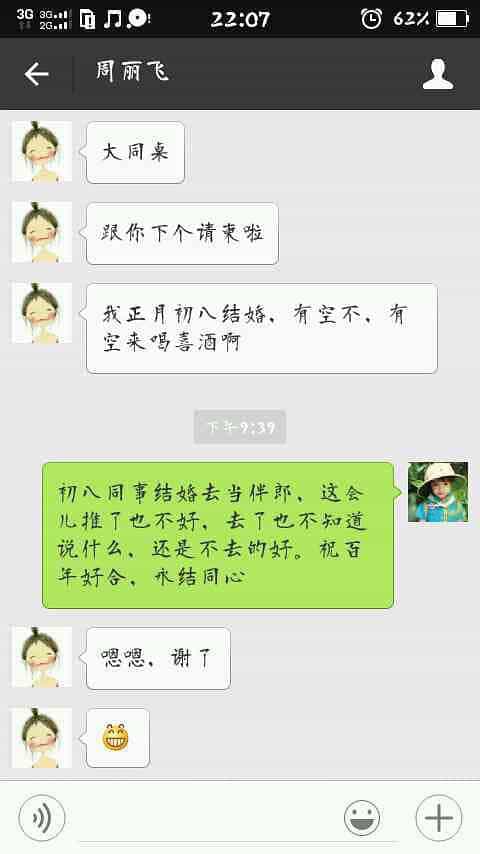 3G 3G 2G 22:07 62%
周丽飞
大同桌
跟你下个请柬啦
我正月初八结婚，有空不，有
空来喝喜酒啊
下午9:39
初八同事结婚去当伴郎，这会
儿推了也不好，去了也不知道
说什么，还是不去的好。祝百
年好合，永结同心
嗯嗯，谢了